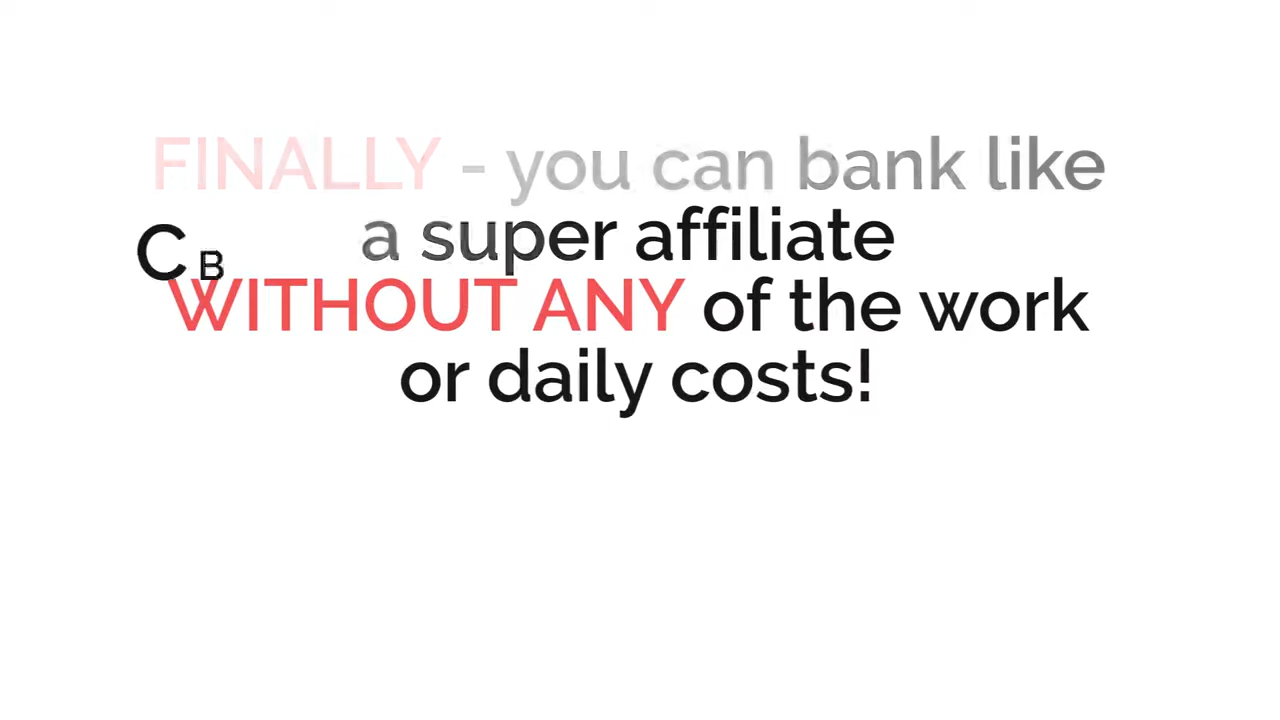 FINALLY - you can bank like
a super affiliate
C B
WITHOUT ANY of the work
or daily costs!